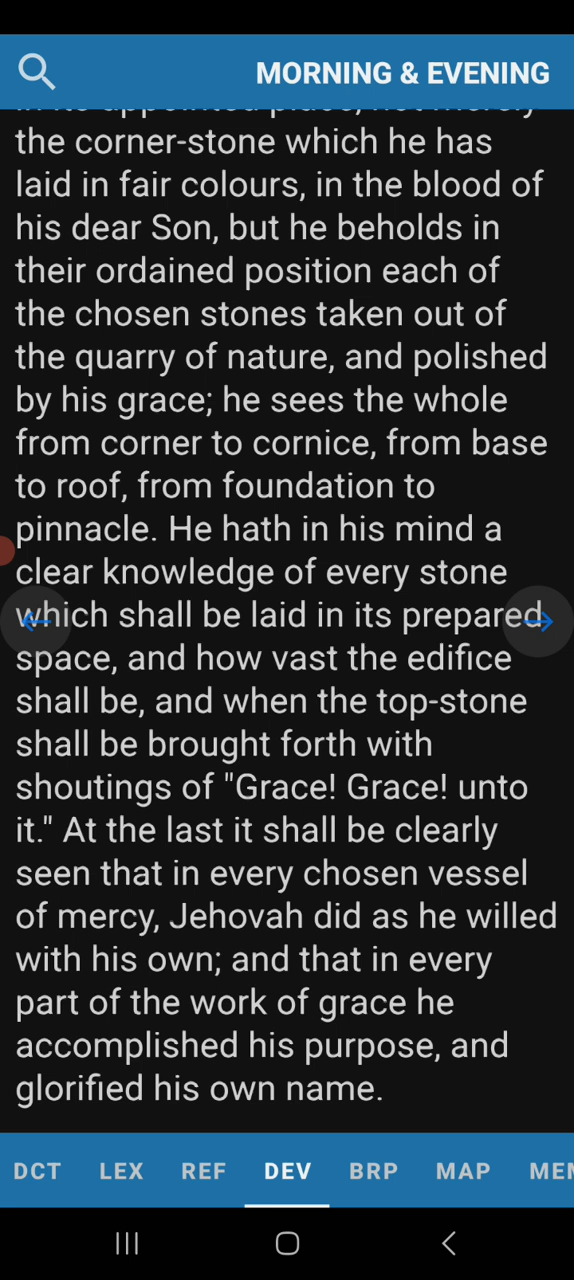 MORNING & EVENING
in its appointed place, not merely
the corner-stone which he has
laid in fair colours, in the blood of
his dear Son, but he beholds in
their ordained position each of
the chosen stones taken out of
the quarry of nature, and polished
by his grace; he sees the whole
from corner to cornice, from base
to roof, from foundation to
pinnacle. He hath in his mind a
clear knowledge of every stone
which shall be laid in its prepared
space, and how vast the edifice
shall be, and when the top-stone
shall be brought forth with
shoutings of "Grace! Grace! unto
it." At the last it shall be clearly
seen that in every chosen vessel
of mercy, Jehovah did as he willed
with his own; and that in every
part of the work of grace he
accomplished his purpose, and
glorified his own name.
DCT LEX REF DEV BRP MAP MEM